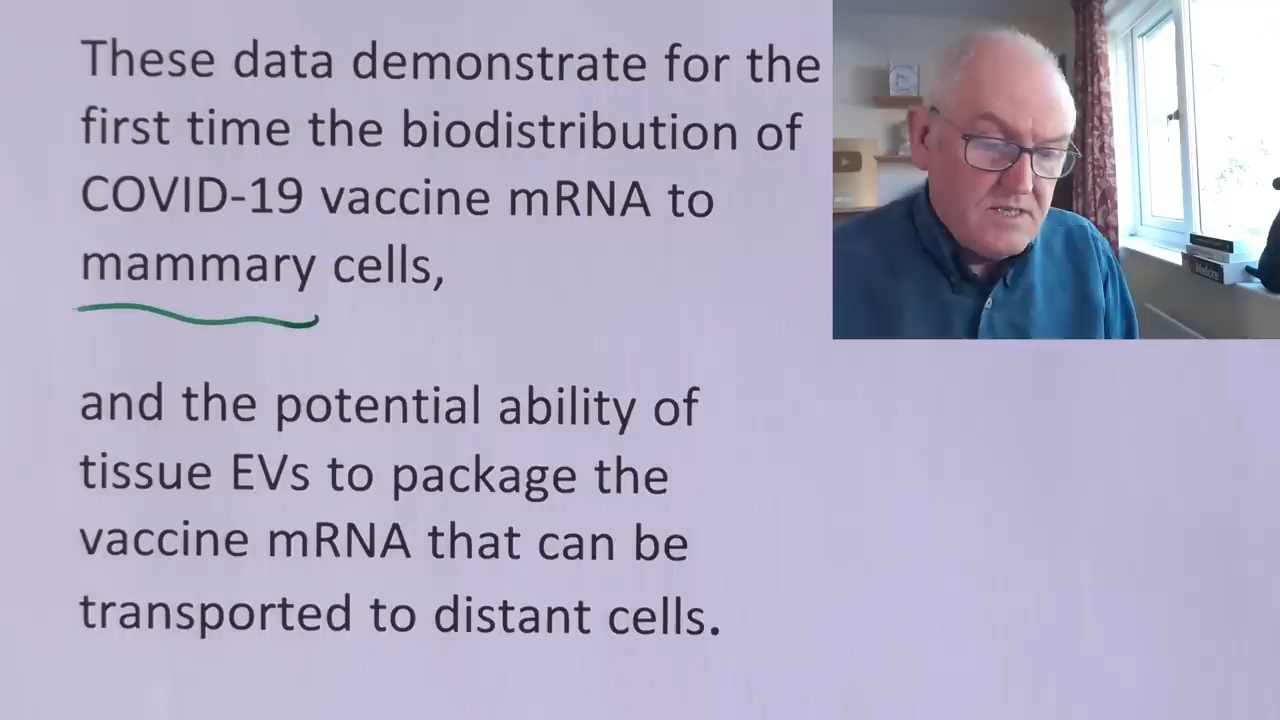 These data demonstrate for the
first time the biodistribution of
COVID-19 vaccine mRNA to
mammary cells,
and the potential ability of
tissue EVs to package the
vaccine mRNA that can be
transported to distant cells.
Medicine